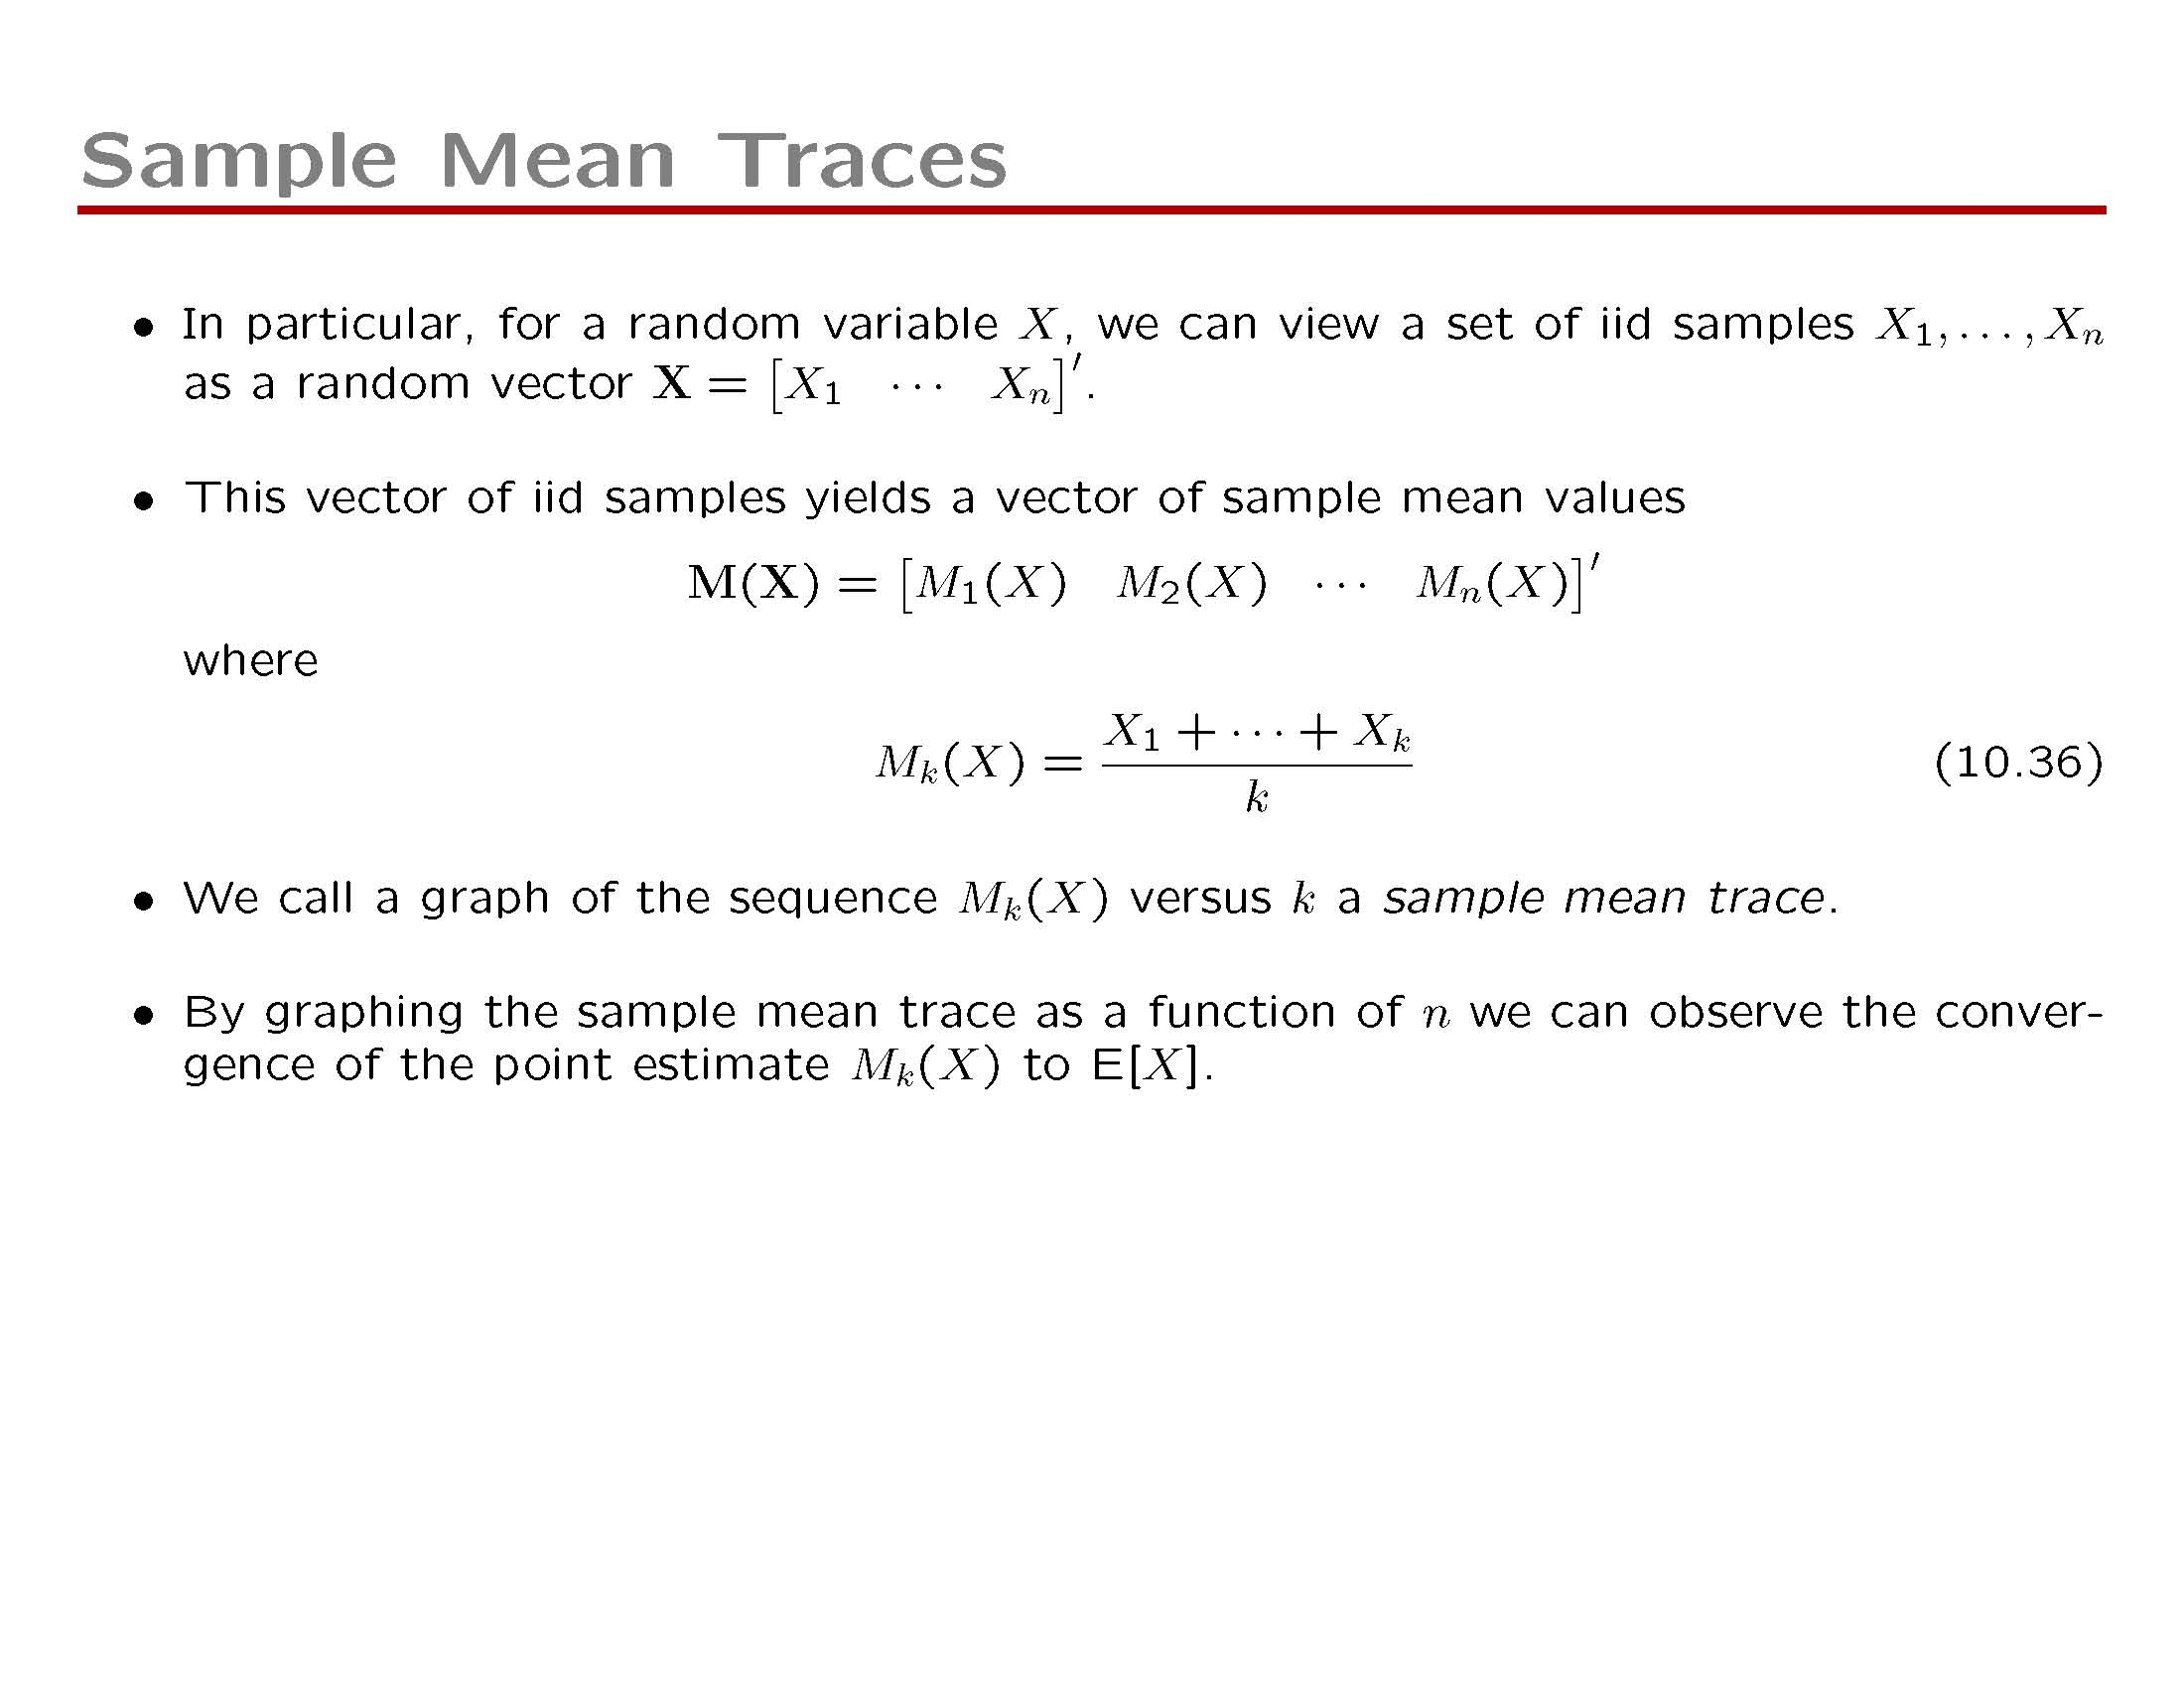 Sample Mean Traces
• In particular, for a random variable X, we can view a set of iid samples X₁, . . . , Xₙ
as a random vector 𝐗 = [X₁ ⋯ Xₙ]′.
• This vector of iid samples yields a vector of sample mean values
𝐌(𝐗) = [M₁(X) M₂(X) ⋯ Mₙ(X)]′
where
Mₖ(X) = (X₁ + ⋯ + Xₖ) / k (10.36)
• We call a graph of the sequence Mₖ(X) versus k a sample mean trace.
• By graphing the sample mean trace as a function of n we can observe the conver-
gence of the point estimate Mₖ(X) to E[X].